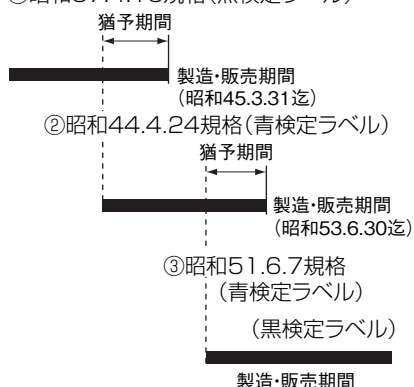 猶予期間
製造・販売期間
(昭和45.3.31迄)
②昭和44.4.24規格(青検定ラベル)
猶予期間
製造・販売期間
(昭和53.6.30迄)
③昭和51.6.7規格
(青検定ラベル)
(黒検定ラベル)
製造・販売期間